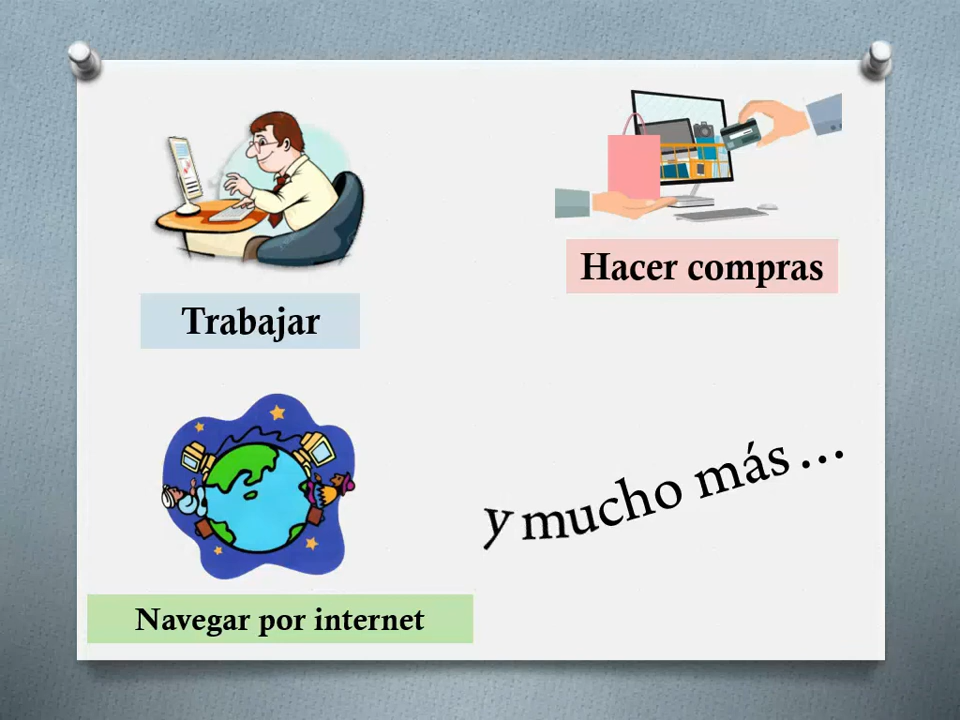 Hacer compras
Trabajar
y mucho más...
Navegar por internet